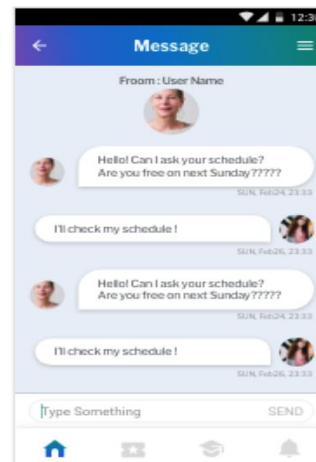 12:30
Message
Froom : User Name
Hello! Can I ask your schedule?
Are you free on next Sunday?????
SUN, Feb24, 23:33
I'll check my schedule !
SUN, Feb26, 23:33
Hello! Can I ask your schedule?
Are you free on next Sunday?????
SUN, Feb24, 23:33
I'll check my schedule !
SUN, Feb26, 23:33
Type Something
SEND